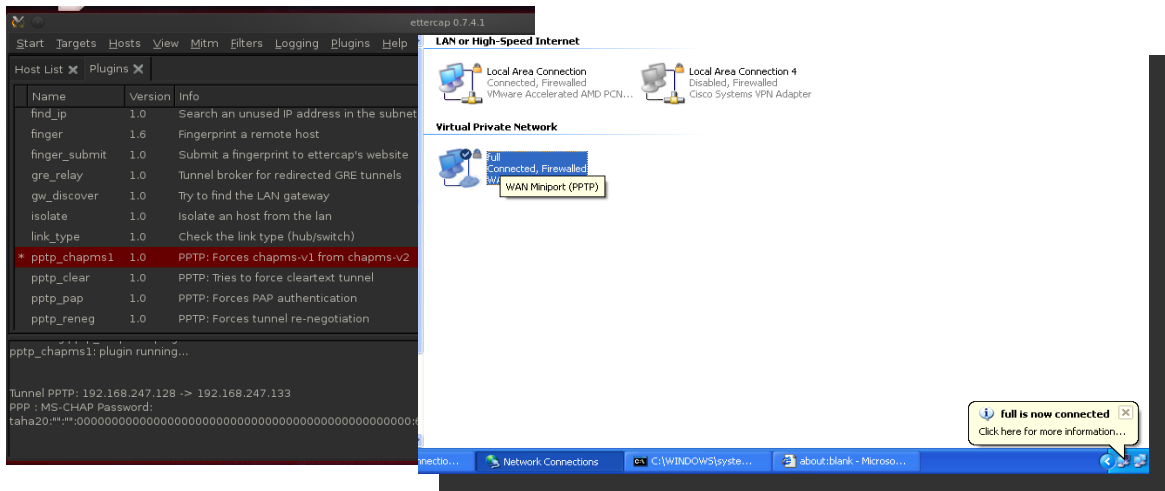 ettercap 0.7.4.1
Start Targets Hosts View Mitm Filters Logging Plugins Help
Host List Plugins
Name Version Info
find_ip 1.0 Search an unused IP address in the subnet
finger 1.6 Fingerprint a remote host
finger_submit 1.0 Submit a fingerprint to ettercap's website
gre_relay 1.0 Tunnel broker for redirected GRE tunnels
gw_discover 1.0 Try to find the LAN gateway
isolate 1.0 Isolate an host from the lan
link_type 1.0 Check the link type (hub/switch)
* pptp_chapms1 1.0 PPTP: Forces chapms-v1 from chapms-v2
pptp_clear 1.0 PPTP: Tries to force cleartext tunnel
pptp_pap 1.0 PPTP: Forces PAP authentication
pptp_reneg 1.0 PPTP: Forces tunnel re-negotiation
pptp_chapms1: plugin running...
Tunnel PPTP: 192.168.247.128 -> 192.168.247.133
PPP : MS-CHAP Password:
LAN or High-Speed Internet
Local Area Connection
Connected, Firewalled
VMware Accelerated AMD PCN...
Local Area Connection 4
Disabled, Firewalled
Cisco Systems VPN Adapter
Virtual Private Network
full
Connected, Firewalled
WAN Miniport (PPTP)
full is now connected
Click here for more information...
Network Connections
C:\WINDOWS\syste...
about:blank - Microso...